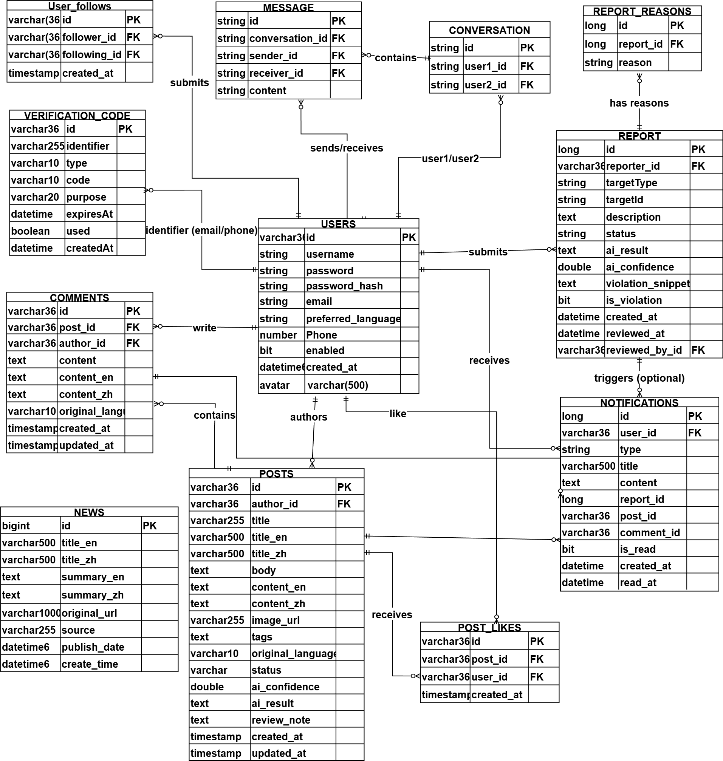 User_follows
varchar(36 id PK
varchar(36 follower_id FK
varchar(36 following_id FK
timestamp created_at
MESSAGE
string id PK
string conversation_id FK
string sender_id FK
string receiver_id FK
string content
CONVERSATION
string id PK
string user1_id FK
string user2_id FK
REPORT_REASONS
long id PK
long report_id FK
string reason
submits
contains
has reasons
sends/receives
user1/user2
VERIFICATION_CODE
varchar36 id PK
varchar255 identifier
varchar10 type
varchar10 code
varchar20 purpose
datetime expiresAt
boolean used
datetime createdAt
identifier (email/phone)
REPORT
long id PK
varchar36 reporter_id FK
string targetType
string targetId
text description
string status
text ai_result
double ai_confidence
text violation_snippet
bit is_violation
datetime created_at
datetime reviewed_at
varchar36 reviewed_by_id FK
USERS
varchar36 id PK
string username
string password
string password_hash
string email
string preferred_language
number Phone
bit enabled
datetime6 created_at
avatar varchar(500)
submits
receives
write
COMMENTS
varchar36 id PK
varchar36 post_id FK
varchar36 author_id FK
text content
text content_en
text content_zh
varchar10 original_langu
timestamp created_at
timestamp updated_at
contains
authors
like
triggers (optional)
NOTIFICATIONS
long id PK
varchar36 user_id FK
string type
varchar500 title
text content
long report_id
varchar36 post_id
varchar36 comment_id
bit is_read
datetime created_at
datetime read_at
POSTS
varchar36 id PK
varchar36 author_id FK
varchar255 title
varchar500 title_en
varchar500 title_zh
text body
text content_en
text content_zh
varchar255 image_url
text tags
varchar10 original_language
varchar status
double ai_confidence
text ai_result
text review_note
timestamp created_at
timestamp updated_at
NEWS
bigint id PK
varchar500 title_en
varchar500 title_zh
text summary_en
text summary_zh
varchar1000 original_url
varchar255 source
datetime6 publish_date
datetime6 create_time
receives
POST_LIKES
varchar36 id PK
varchar36 post_id FK
varchar36 user_id FK
timestamp created_at